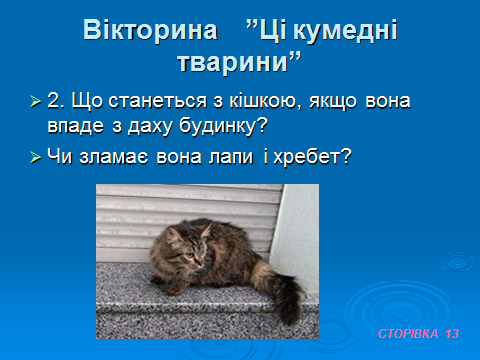 Вікторина ”Ці кумедні
тварини”
2. Що станеться з кішкою, якщо вона
впаде з даху будинку?
Чи зламає вона лапи і хребет?
СТОРІВКА 13